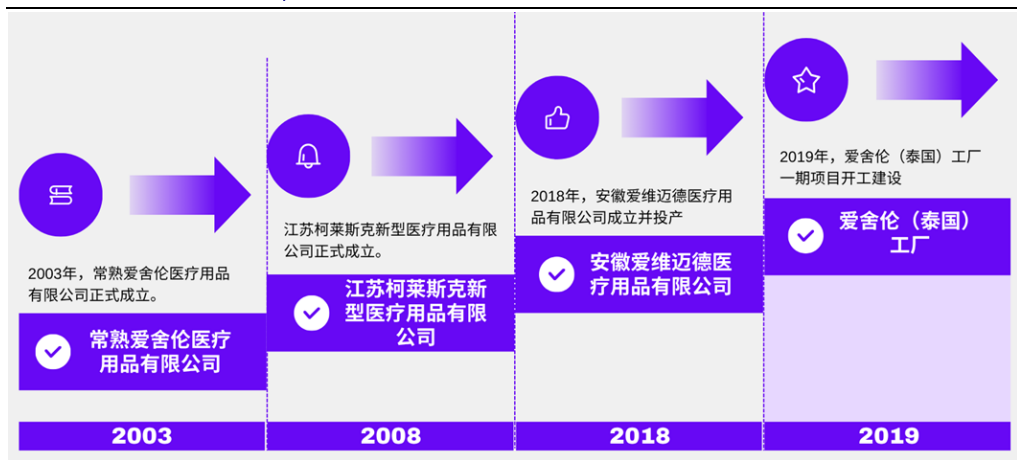 2003年，常熟爱舍伦医疗用品
有限公司正式成立。
常熟爱舍伦医疗
用品有限公司
2003
江苏柯莱斯克新型医疗用品有限
公司正式成立。
江苏柯莱斯克新
型医疗用品有限
公司
2008
2018年，安徽爱维迈德医疗用
品有限公司成立并投产
安徽爱维迈德医
疗用品有限公司
2018
2019年，爱舍伦（泰国）工厂
一期项目开工建设
爱舍伦（泰国）
工厂
2019